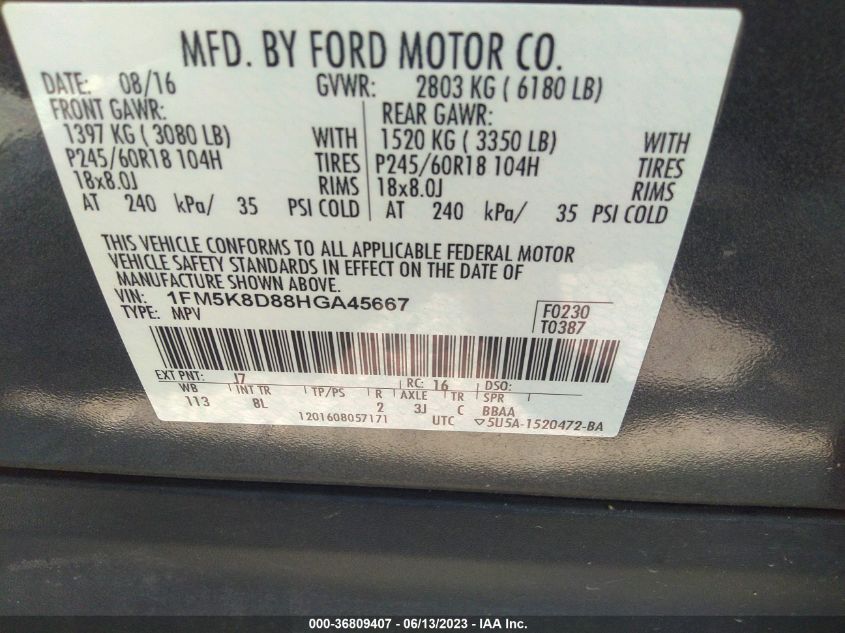 MFD. BY FORD MOTOR CO.
DATE: 08/16 GVWR: 2803 KG ( 6180 LB)
FRONT GAWR: REAR GAWR:
1397 KG ( 3080 LB) WITH 1520 KG ( 3350 LB) WITH
P245/60R18 104H TIRES P245/60R18 104H TIRES
18x8.0J RIMS 18x8.0J RIMS
AT 240 kPa/ 35 PSI COLD AT 240 kPa/ 35 PSI COLD
THIS VEHICLE CONFORMS TO ALL APPLICABLE FEDERAL MOTOR
VEHICLE SAFETY STANDARDS IN EFFECT ON THE DATE OF
MANUFACTURE SHOWN ABOVE.
VIN: 1FM5K8D88HGA45667 F0230
TYPE: MPV T0387
EXT PNT: J7 RC: 16 DSO:
WB INT TR TP/PS R AXLE TR SPR
113 8L 2 3J C BBAA
1201608057171 UTC ▽5U5A-1520472-BA
000-36809407 - 06/13/2023 - IAA Inc.